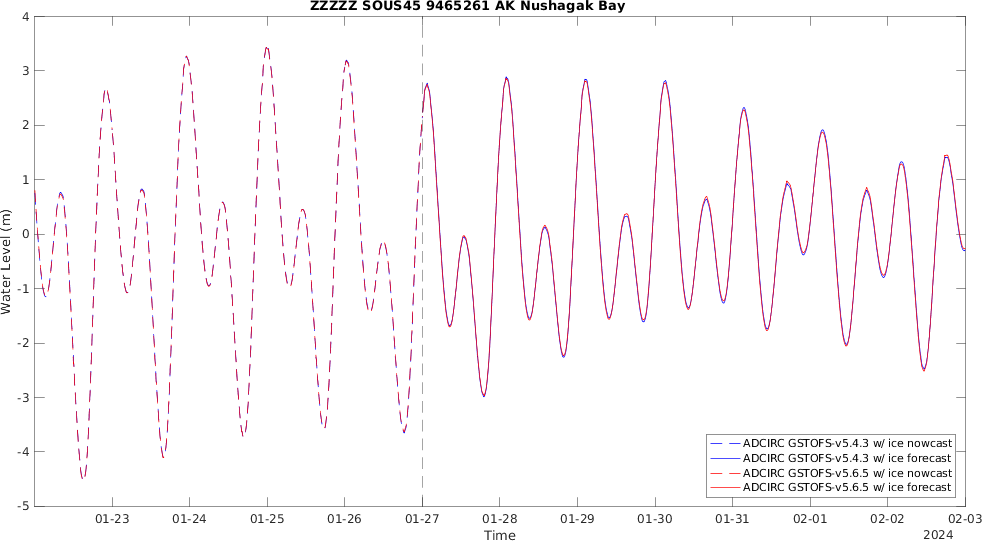 ZZZZZ SOUS45 9465261 AK Nushagak Bay
4
3
2
1
0
-1
-2
-3
-4
-5
Water Level (m)
ADCIRC GSTOFS-v5.4.3 w/ ice nowcast
ADCIRC GSTOFS-v5.4.3 w/ ice forecast
ADCIRC GSTOFS-v5.6.5 w/ ice nowcast
ADCIRC GSTOFS-v5.6.5 w/ ice forecast
01-23 01-24 01-25 01-26 01-27 01-28 01-29 01-30 01-31 02-01 02-02 02-03
Time
2024